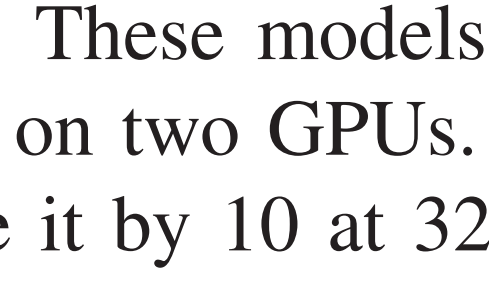 These models
on two GPUs.
it by 10 at 32